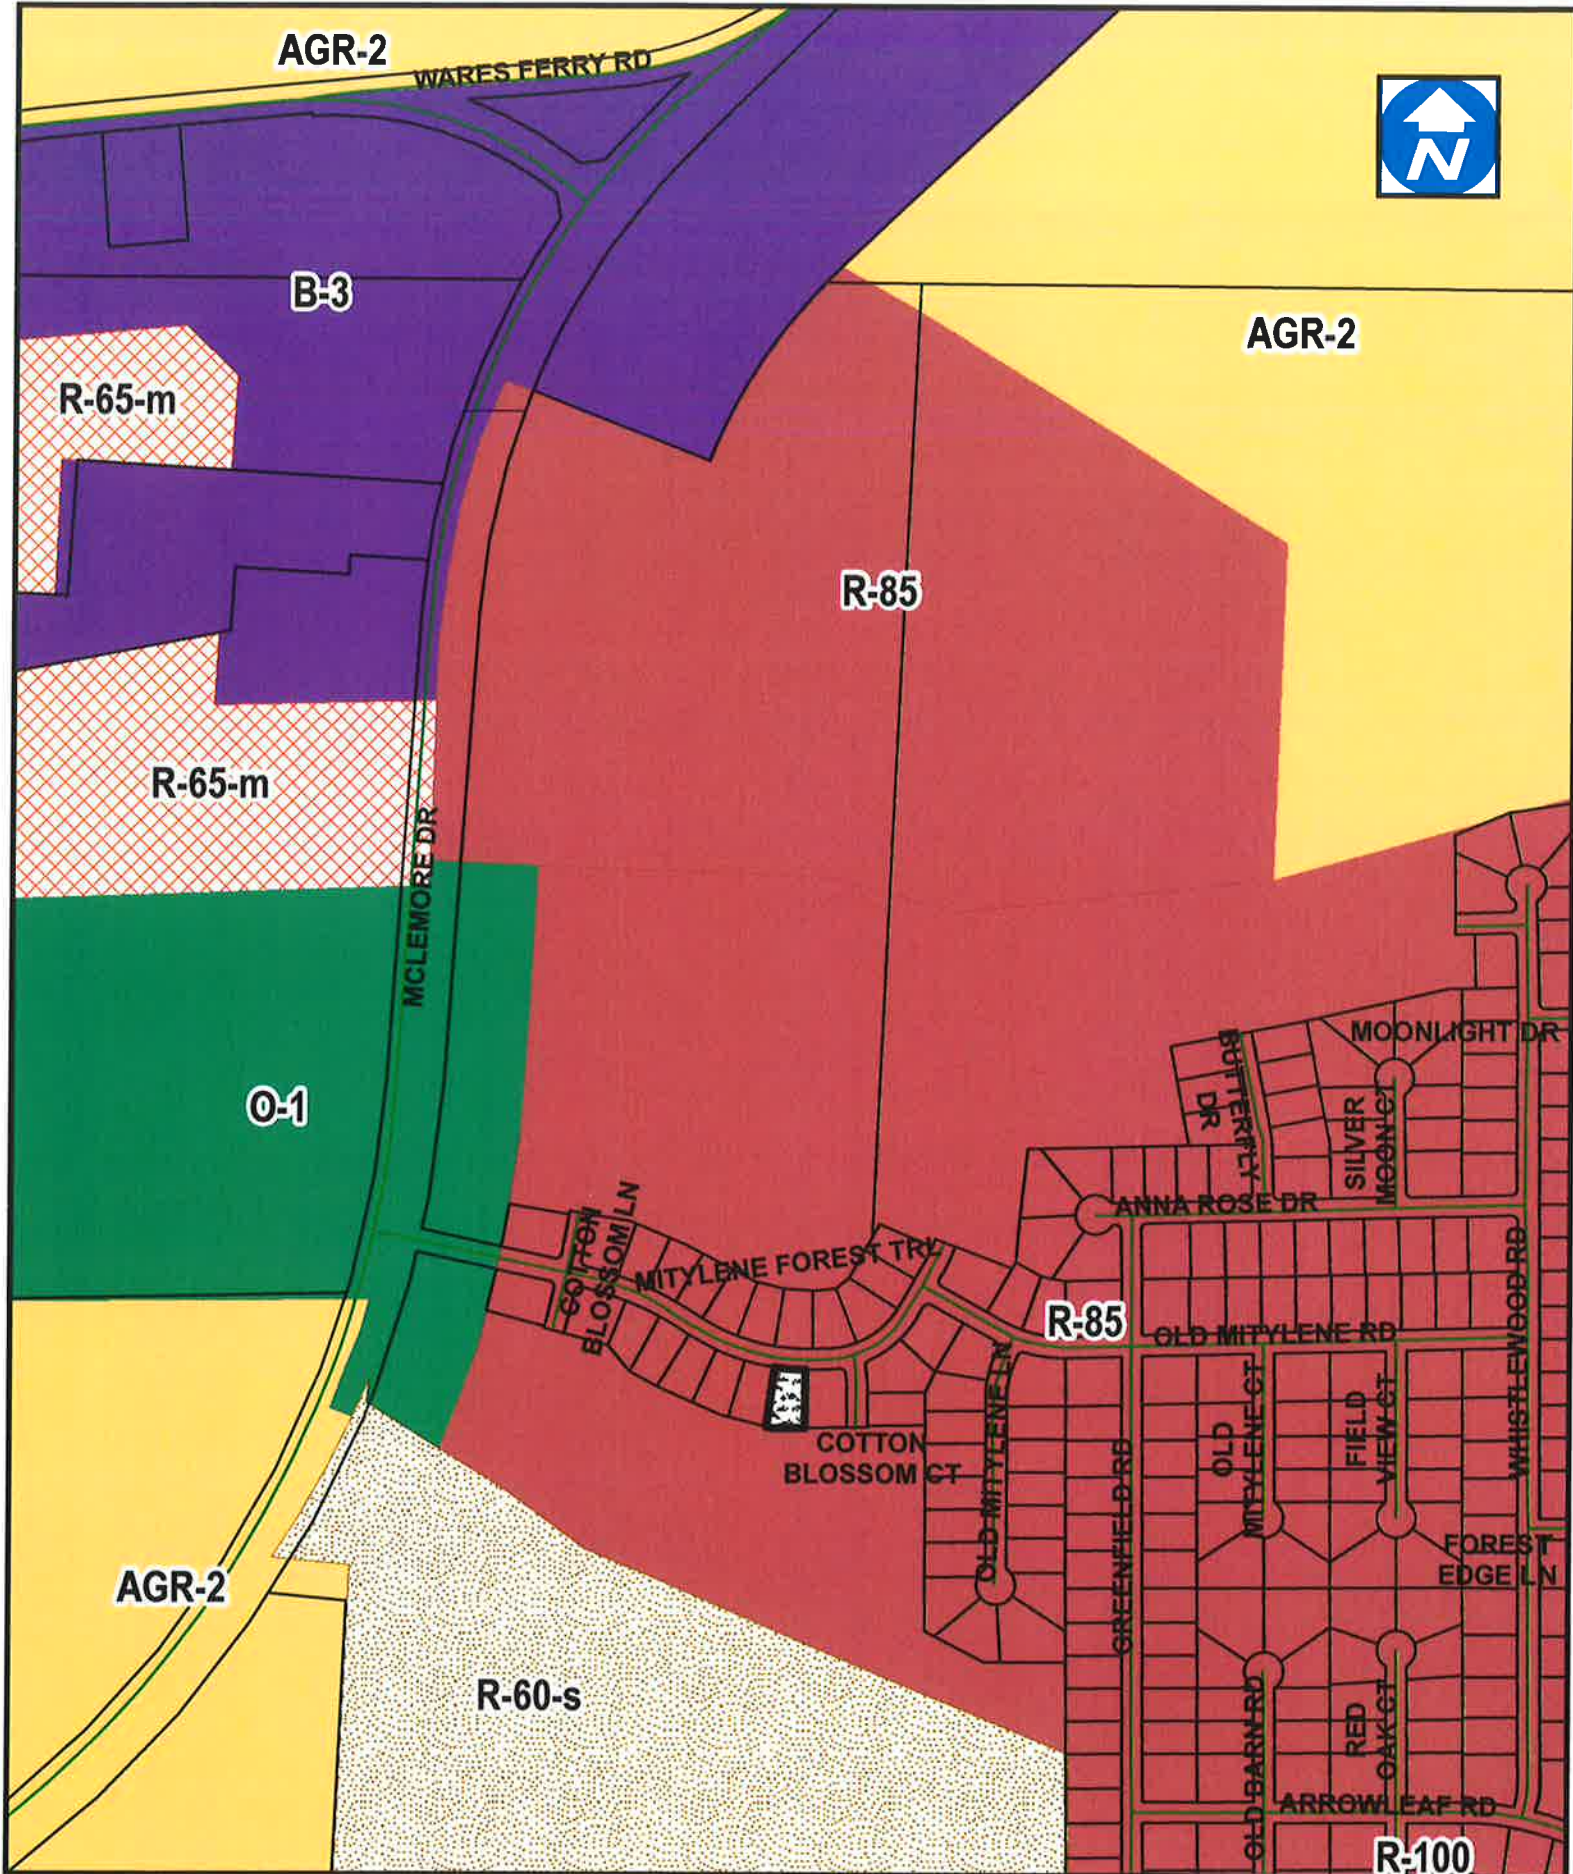 AGR-2
WARES FERRY RD
N
B-3
AGR-2
R-65-m
R-85
R-65-m
MCLEMORE DR
O-1
MOONLIGHT DR
BUTTERFLY
DR
SILVER
MOON CT
ANNA ROSE DR
COTTON
BLOSSOM LN
MITYLENE FOREST TRL
R-85
OLD MITYLENE RD
WHISTLEWOOD RD
OLD MITYLENE LN
OLD
MITYLENE CT
FIELD
VIEW CT
COTTON
BLOSSOM CT
GREENFIELD RD
FOREST
EDGE LN
AGR-2
R-60-s
OLD BARN RD
RED
OAK CT
ARROWLEAF RD
R-100